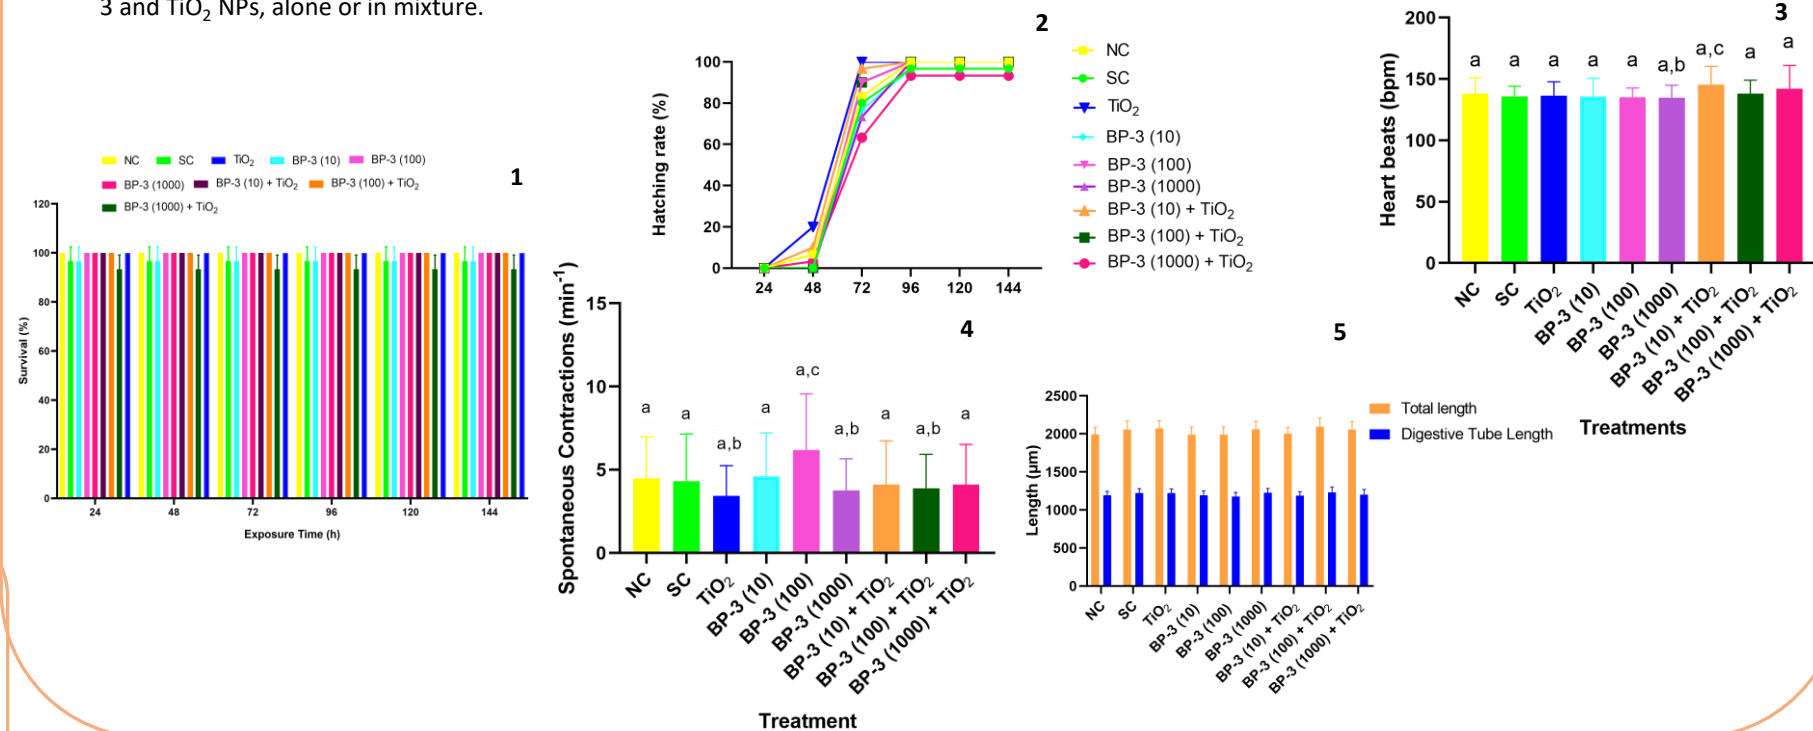 3 and TiO2 NPs, alone or in mixture.
1
NC
SC
TiO2
BP-3 (10)
BP-3 (100)
BP-3 (1000)
BP-3 (10) + TiO2
BP-3 (100) + TiO2
BP-3 (1000) + TiO2
Survival (%)
120
100
80
60
40
20
0
24 48 72 96 120 144
Exposure Time (h)
2
Hatching rate (%)
100
80
60
40
20
0
24 48 72 96 120 144
NC
SC
TiO2
BP-3 (10)
BP-3 (100)
BP-3 (1000)
BP-3 (10) + TiO2
BP-3 (100) + TiO2
BP-3 (1000) + TiO2
3
Heart beats (bpm)
200
150
100
50
0
a a a a a a,b a,c a a
NC
SC
TiO2
BP-3 (10)
BP-3 (100)
BP-3 (1000)
BP-3 (10) + TiO2
BP-3 (100) + TiO2
BP-3 (1000) + TiO2
Treatments
4
Spontaneous Contractions (min-1)
15
10
5
0
a a a,b a a,c a,b a a,b a
NC
SC
TiO2
BP-3 (10)
BP-3 (100)
BP-3 (1000)
BP-3 (10) + TiO2
BP-3 (100) + TiO2
BP-3 (1000) + TiO2
Treatment
5
Length (µm)
2500
2000
1500
1000
500
0
Total length
Digestive Tube Length
NC
SC
TiO2
BP-3 (10)
BP-3 (100)
BP-3 (1000)
BP-3 (10) + TiO2
BP-3 (100) + TiO2
BP-3 (1000) + TiO2